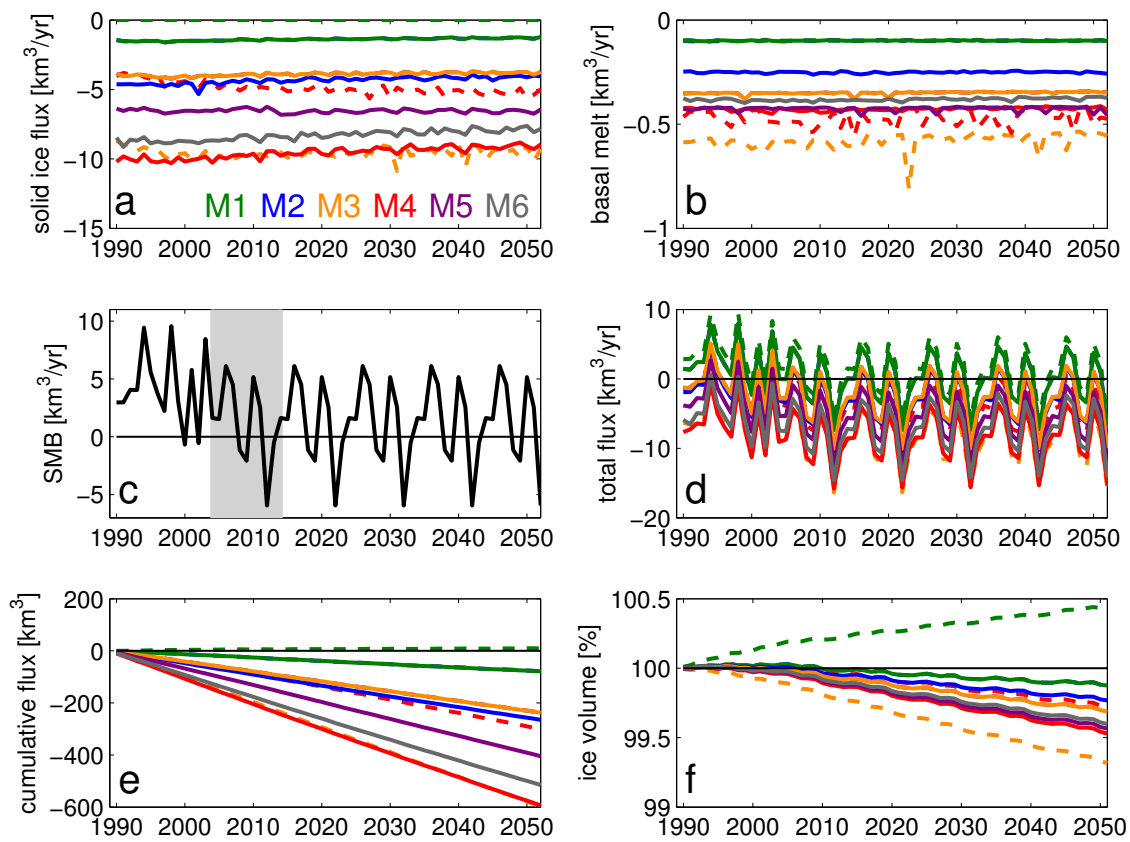 solid ice flux [km³/yr]
0
−5
−10
−15
a
M1 M2 M3 M4 M5 M6
1990 2000 2010 2020 2030 2040 2050
basal melt [km³/yr]
0
−0.5
−1
b
1990 2000 2010 2020 2030 2040 2050
SMB [km³/yr]
10
5
0
−5
c
1990 2000 2010 2020 2030 2040 2050
total flux [km³/yr]
10
0
−10
−20
d
1990 2000 2010 2020 2030 2040 2050
cumulative flux [km³]
200
0
−200
−400
−600
e
1990 2000 2010 2020 2030 2040 2050
ice volume [%]
100.5
100
99.5
99
f
1990 2000 2010 2020 2030 2040 2050